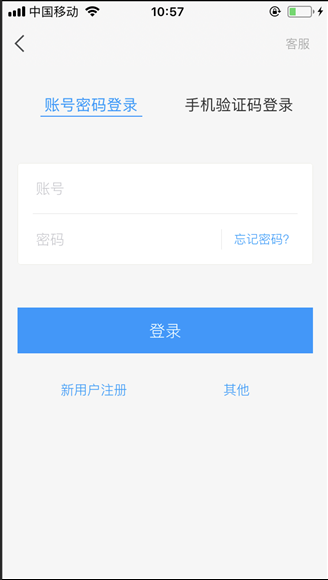 中国移动 10:57
客服
账号密码登录 手机验证码登录
账号
密码 忘记密码?
登录
新用户注册 其他